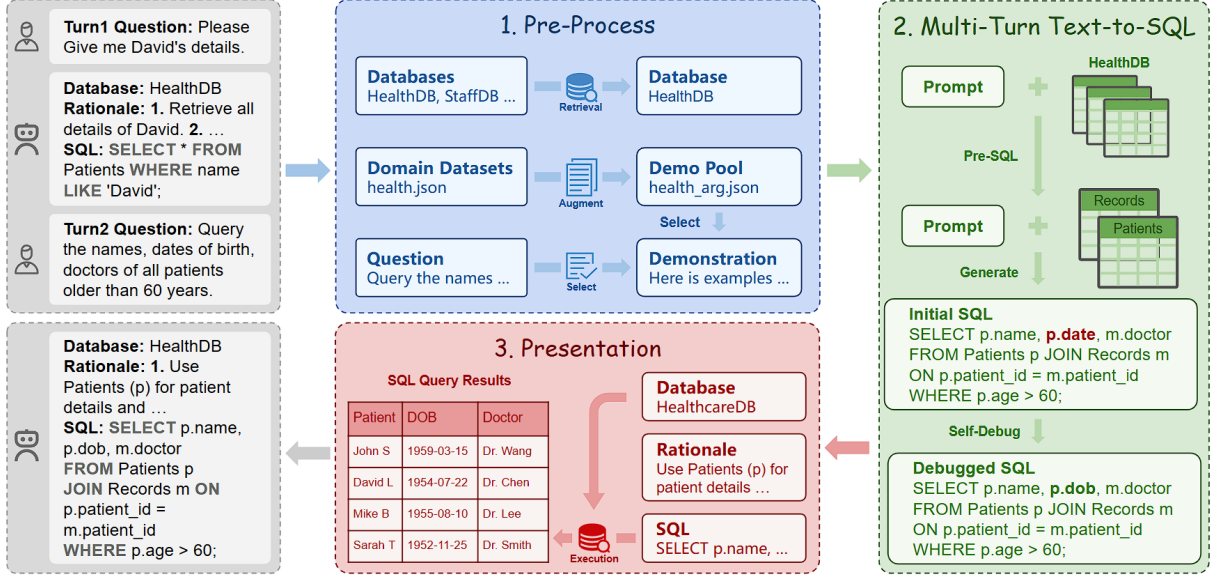 Turn1 Question: Please
Give me David's details.
Database: HealthDB
Rationale: 1. Retrieve all
details of David. 2. ...
SQL: SELECT * FROM
Patients WHERE name
LIKE 'David';
Turn2 Question: Query
the names, dates of birth,
doctors of all patients
older than 60 years.
1. Pre-Process
Databases
HealthDB, StaffDB ...
Retrieval
Database
HealthDB
Domain Datasets
health.json
Augment
Demo Pool
health_arg.json
Select
Question
Query the names ...
Select
Demonstration
Here is examples ...
2. Multi-Turn Text-to-SQL
HealthDB
Prompt
Pre-SQL
Records
Patients
Prompt
Generate
Initial SQL
SELECT p.name, p.date, m.doctor
FROM Patients p JOIN Records m
ON p.patient_id = m.patient_id
WHERE p.age > 60;
Self-Debug
Debugged SQL
SELECT p.name, p.dob, m.doctor
FROM Patients p JOIN Records m
ON p.patient_id = m.patient_id
WHERE p.age > 60;
3. Presentation
SQL Query Results
Patient DOB Doctor
John S 1959-03-15 Dr. Wang
David L 1954-07-22 Dr. Chen
Mike B 1955-08-10 Dr. Lee
Sarah T 1952-11-25 Dr. Smith
Database
HealthcareDB
Rationale
Use Patients (p) for
patient details ...
SQL
SELECT p.name, ...
Execution
Database: HealthDB
Rationale: 1. Use
Patients (p) for patient
details and ...
SQL: SELECT p.name,
p.dob, m.doctor
FROM Patients p
JOIN Records m ON
p.patient_id =
m.patient_id
WHERE p.age > 60;